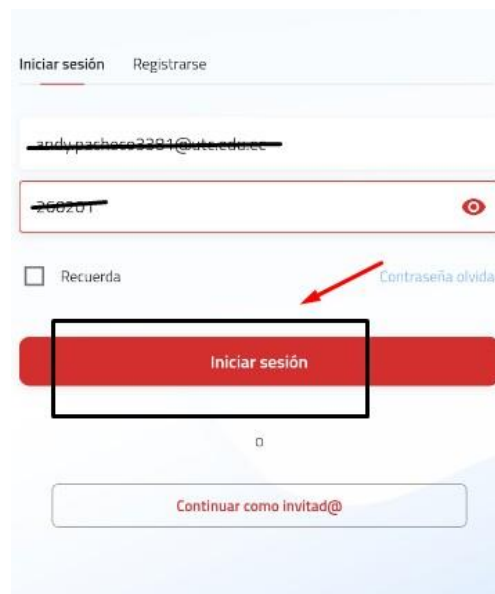 Iniciar sesión Registrarse
Recuerda Contraseña olvida
Iniciar sesión
O
Continuar como invitad@